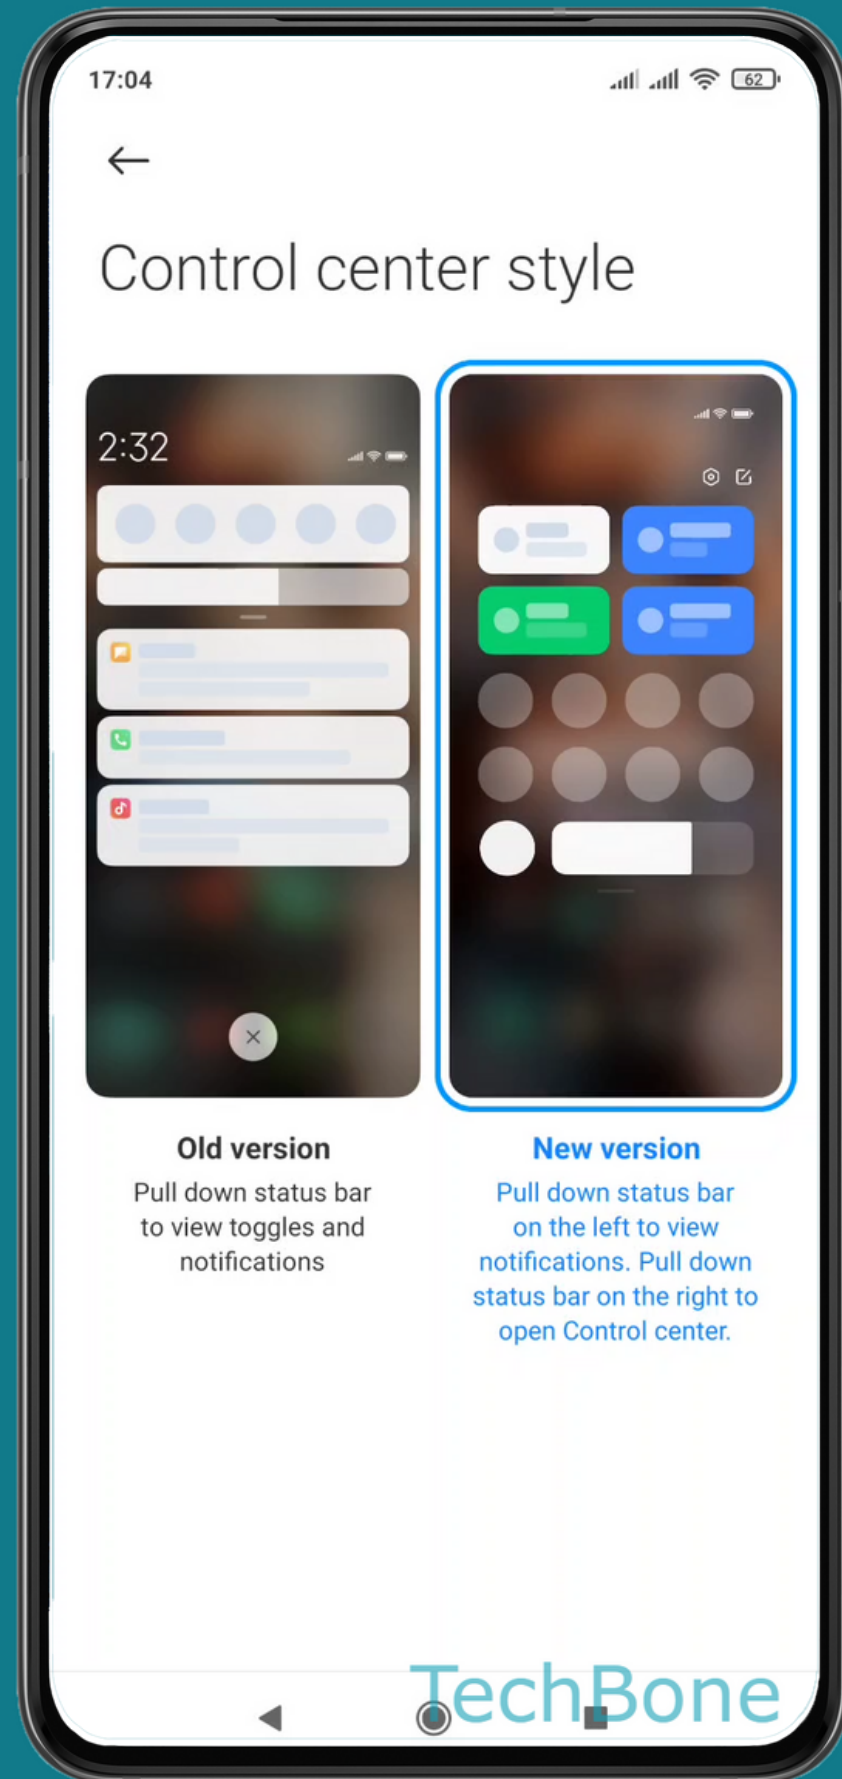 17:04
62
Control center style
2:32
Old version
Pull down status bar
to view toggles and
notifications
New version
Pull down status bar
on the left to view
notifications. Pull down
status bar on the right to
open Control center.
TechBone